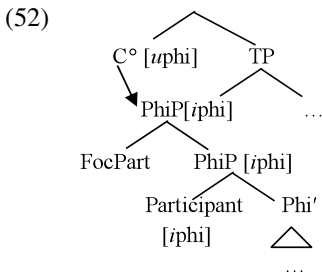 (52)
C° [uphi] TP
PhiP[iphi] …
FocPart PhiP [iphi]
Participant Phi′
[iphi]
…